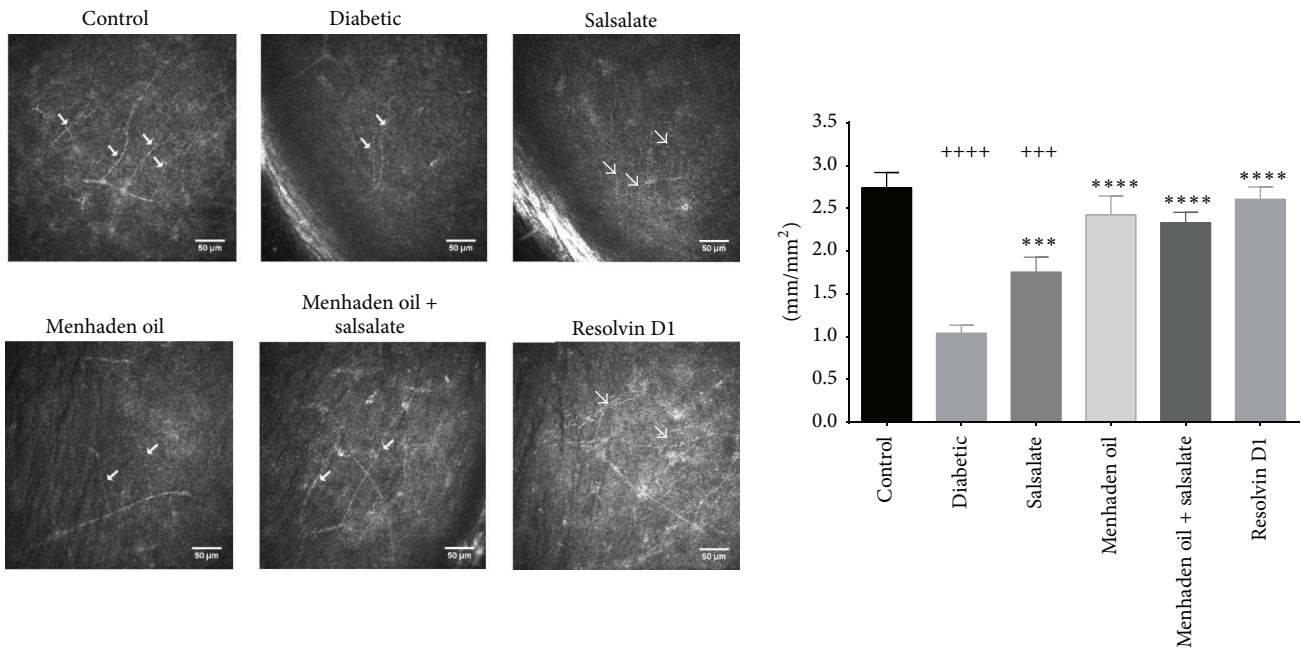 Control
Diabetic
Salsalate
50 µm
50 µm
50 µm
Menhaden oil
Menhaden oil +
salsalate
Resolvin D1
50 µm
50 µm
50 µm
(mm/mm²)
3.5
3.0
2.5
2.0
1.5
1.0
0.5
0.0
++++
+++
***
****
****
****
Control
Diabetic
Salsalate
Menhaden oil
Menhaden oil + salsalate
Resolvin D1